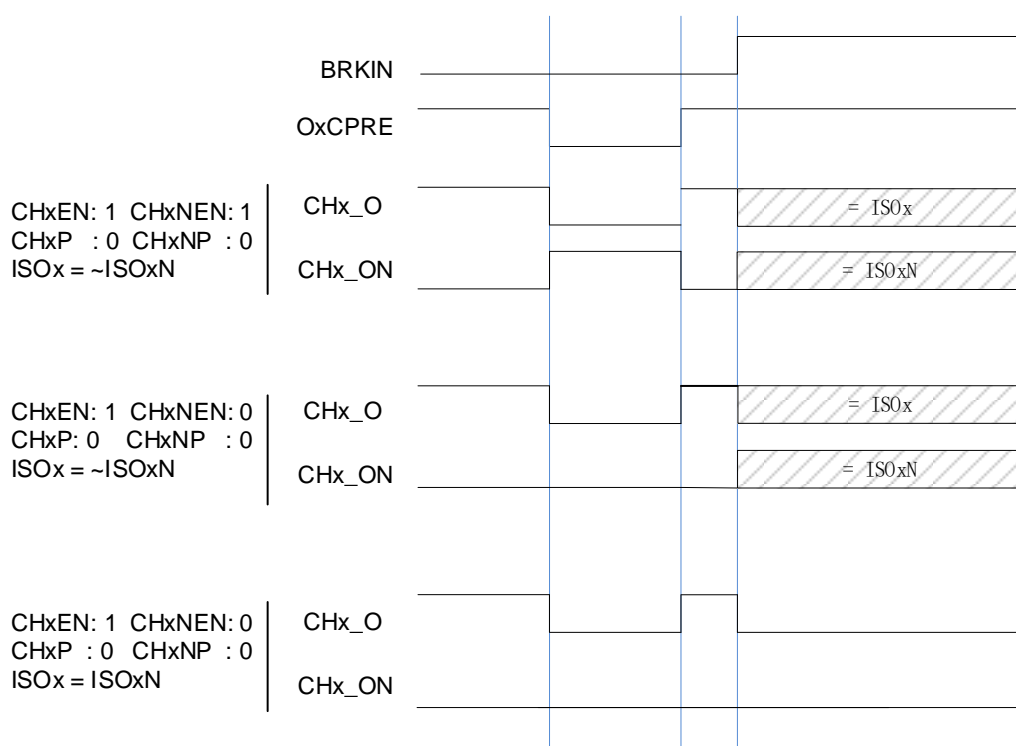 BRKIN
OxCPRE
CHxEN: 1 CHxNEN: 1
CHxP : 0 CHxNP : 0
ISOx = ~ISOxN
CHx_O
= ISOx
CHx_ON
= ISOxN
CHxEN: 1 CHxNEN: 0
CHxP: 0 CHxNP : 0
ISOx = ~ISOxN
CHx_O
= ISOx
CHx_ON
= ISOxN
CHxEN: 1 CHxNEN: 0
CHxP : 0 CHxNP : 0
ISOx = ISOxN
CHx_O
CHx_ON